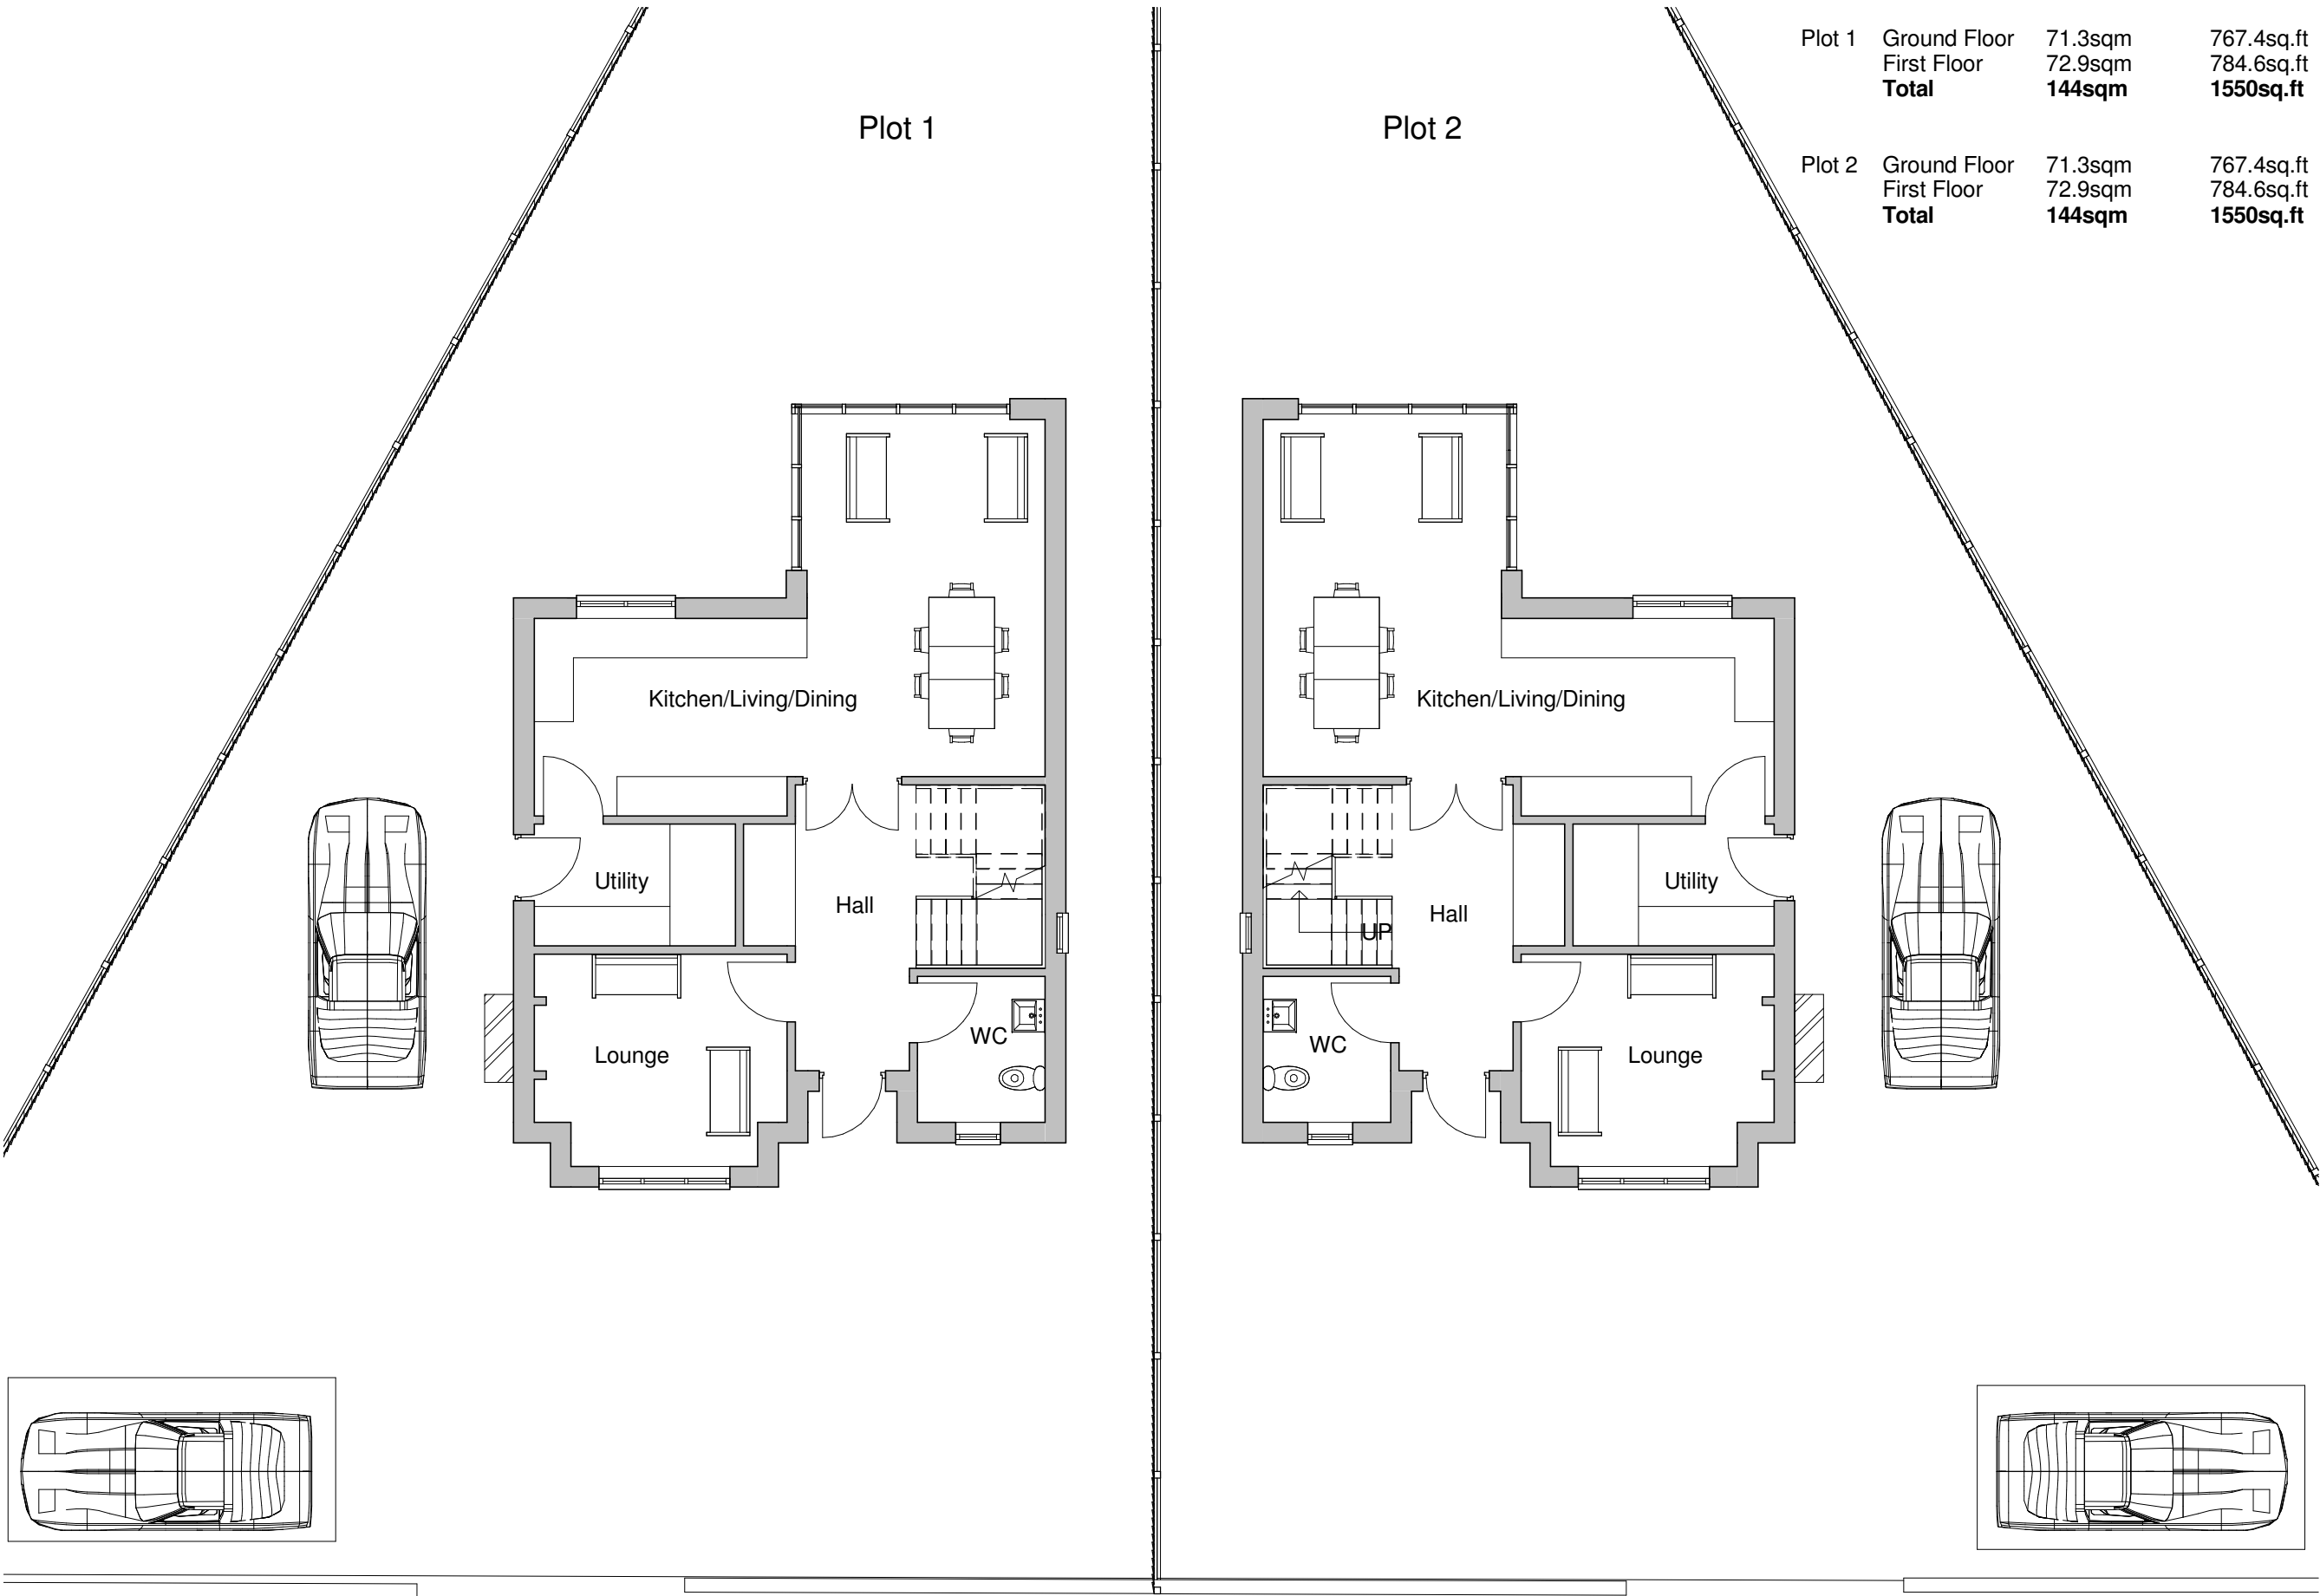 Plot 1 Ground Floor 71.3sqm 767.4sq.ft
First Floor 72.9sqm 784.6sq.ft
Total 144sqm 1550sq.ft
Plot 1
Plot 2
Plot 2 Ground Floor 71.3sqm 767.4sq.ft
First Floor 72.9sqm 784.6sq.ft
Total 144sqm 1550sq.ft
Kitchen/Living/Dining
Kitchen/Living/Dining
Utility
Utility
Hall
Hall
UP
WC
WC
Lounge
Lounge